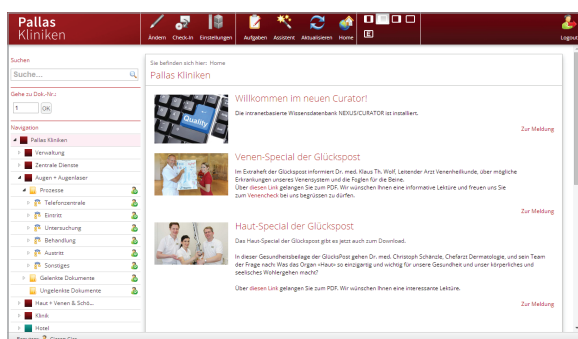 Pallas
Kliniken
Ändern
Check-In
Einstellungen
Aufgaben
Assistent
Aktualisieren
Home
E
Logout
Suchen
Suche...
Gehe zu Dok.-Nr.:
1
OK
Navigation
Pallas Kliniken
Verwaltung
Zentrale Dienste
Augen + Augenlaser
Prozesse
Telefonzentrale
Eintritt
Untersuchung
Behandlung
Austritt
Sonstiges
Gelenkte Dokumente
Ungelenkte Dokumente
Haut + Venen & Schö...
Klinik
Hotel
Sie befinden sich hier: Home
Pallas Kliniken
Quality
Willkommen im neuen Curator!
Die intranetbasierte Wissensdatenbank NEXUS/CURATOR ist installiert.
Zur Meldung
Venen-Special der Glückspost
Im Extraheft der Glückspost informiert Dr. med. Klaus Th. Wolf, Leitender Arzt Venenheilkunde, über mögliche
Erkrankungen unseres Venensystem und die Foglen für die Beine.
Über diesen Link gelangen Sie zum PDF. Wir wünschen Ihnen eine informative Lektüre und freuen uns Sie
zum Venencheck bei uns begrüssen zu dürfen.
Zur Meldung
Haut-Special der Glückspost
Das Haut-Special der Glückspost gibt es jetzt auch zum Download.
In dieser Gesundheitsbeilage der GlücksPost gehen Dr. med. Christoph Schänzle, Chefarzt Dermatologie, und sein Team
der Frage nach: Was das Organ «Haut» so einzigartig und wichtig für unsere Gesundheit und unser körperliches und
seelisches Wohlergehen macht?
Über diesen Link gelangen Sie zum PDF. Wir wünschen Ihnen eine interessante Lektüre.
Zur Meldung